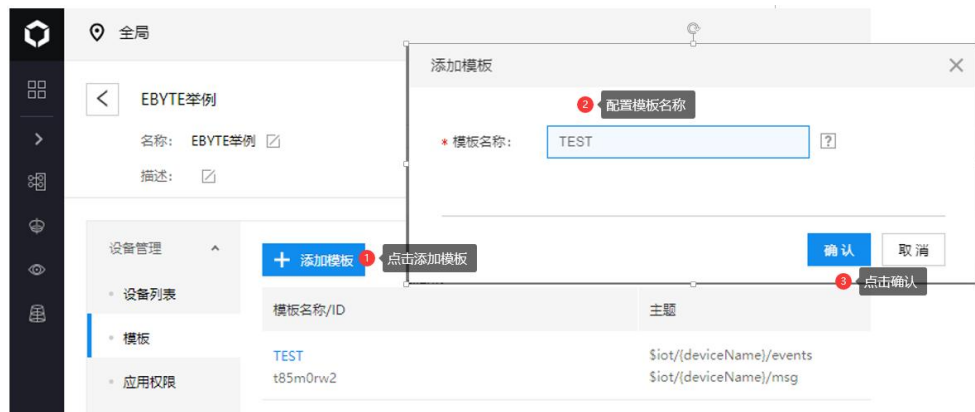 全局
EBYTE举例
名称： EBYTE举例
描述：
设备管理
设备列表
模板
应用权限
添加模板
1 点击添加模板
模板名称/ID
主题
TEST
t85m0rw2
$iot/{deviceName}/events
$iot/{deviceName}/msg
添加模板
2 配置模板名称
* 模板名称： TEST ?
确认 取消
3 点击确认